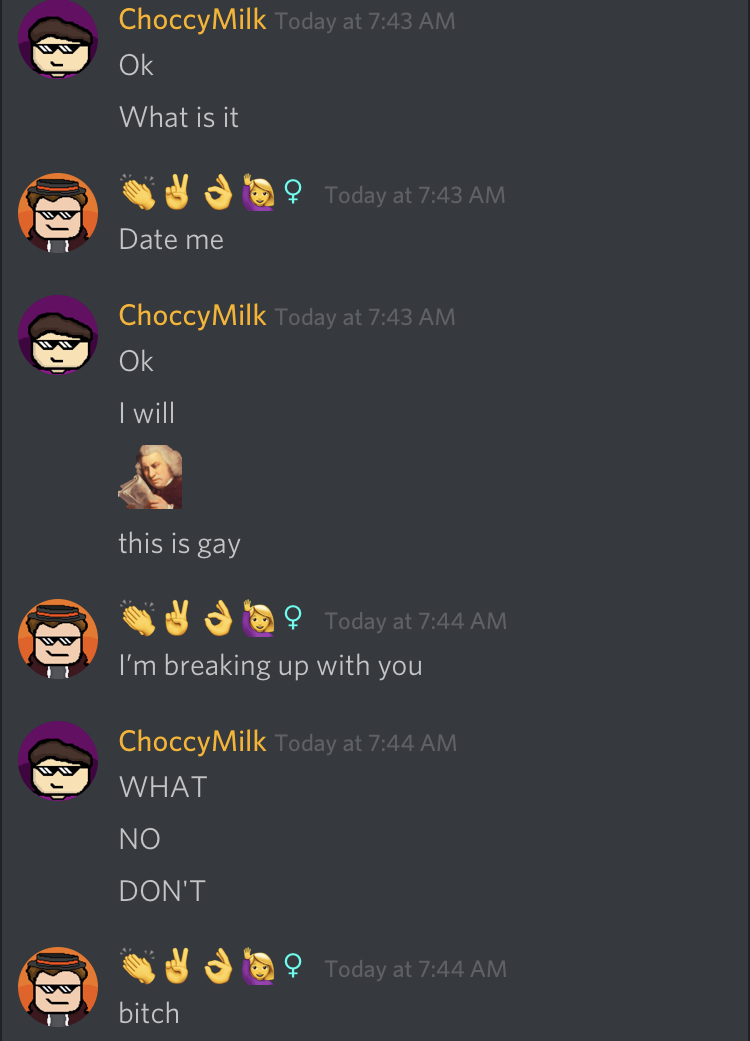 ChoccyMilk Today at 7:43 AM
Ok
What is it
👏✌👌🙋♀ Today at 7:43 AM
Date me
ChoccyMilk Today at 7:43 AM
Ok
I will
this is gay
👏✌👌🙋♀ Today at 7:44 AM
I’m breaking up with you
ChoccyMilk Today at 7:44 AM
WHAT
NO
DON'T
👏✌👌🙋♀ Today at 7:44 AM
bitch